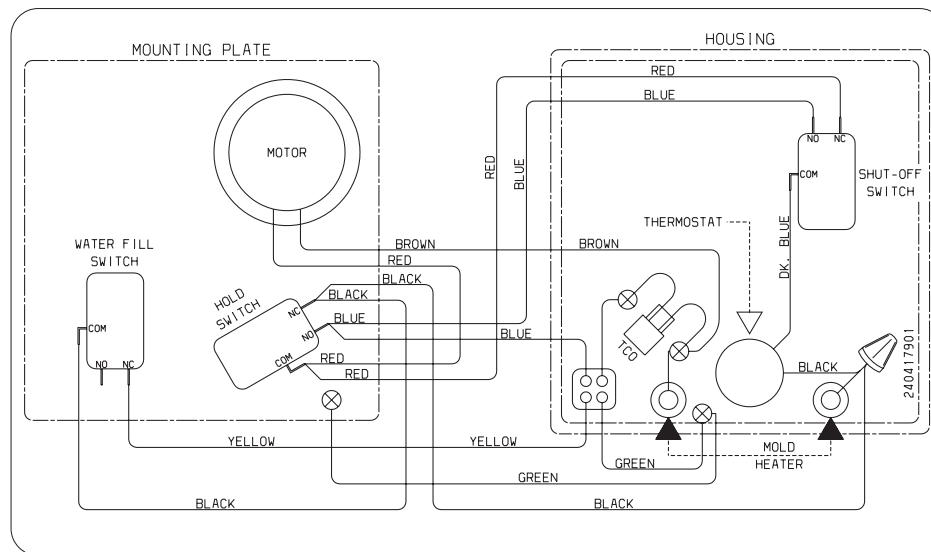 HOUSING
MOUNTING PLATE
RED
BLUE
NO NC
MOTOR
RED
BLUE
COM
SHUT-OFF
SWITCH
THERMOSTAT
DK. BLUE
WATER FILL
SWITCH
BROWN
BROWN
RED
BLACK
BLACK
HOLD
SWITCH
NC
BLUE
NO
BLUE
COM
COM
RED
RED
NO NC
TCO
BLACK
240417901
YELLOW
YELLOW
MOLD
HEATER
GREEN
GREEN
BLACK
BLACK